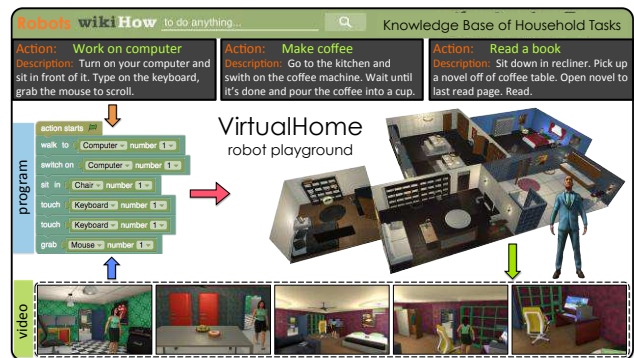 Robots wikiHow to do anything... Knowledge Base of Household Tasks
Action: Work on computer
Description: Turn on your computer and
sit in front of it. Type on the keyboard,
grab the mouse to scroll.
Action: Make coffee
Description: Go to the kitchen and
swith on the coffee machine. Wait until
it's done and pour the coffee into a cup.
Action: Read a book
Description: Sit down in recliner. Pick up
a novel off of coffee table. Open novel to
last read page. Read.
program
action starts
walk to Computer number 1
switch on Computer number 1
sit in Chair number 1
touch Keyboard number 1
touch Keyboard number 1
grab Mouse number 1
VirtualHome
robot playground
video